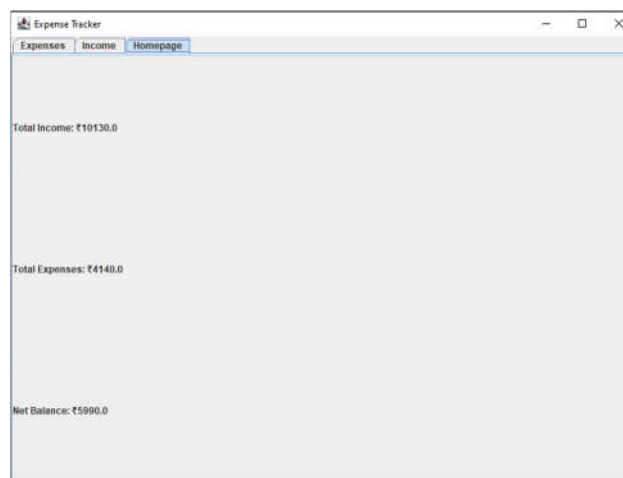 Expense Tracker
Expenses Income Homepage
Total Income: ₹10130.0
Total Expenses: ₹4140.0
Net Balance: ₹5990.0